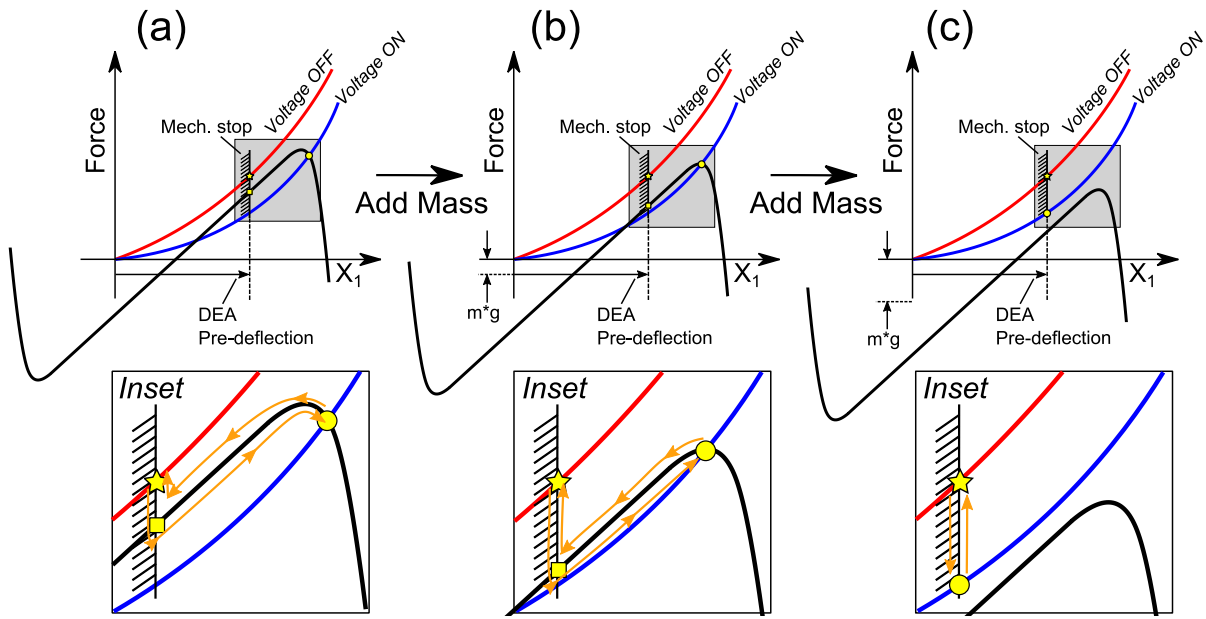 (a)
Force
Mech. stop
Voltage OFF
Voltage ON
X1
DEA
Pre-deflection
Add Mass
(b)
Force
Mech. stop
Voltage OFF
Voltage ON
X1
m*g
DEA
Pre-deflection
Add Mass
(c)
Force
Mech. stop
Voltage OFF
Voltage ON
X1
m*g
DEA
Pre-deflection
Inset
Inset
Inset